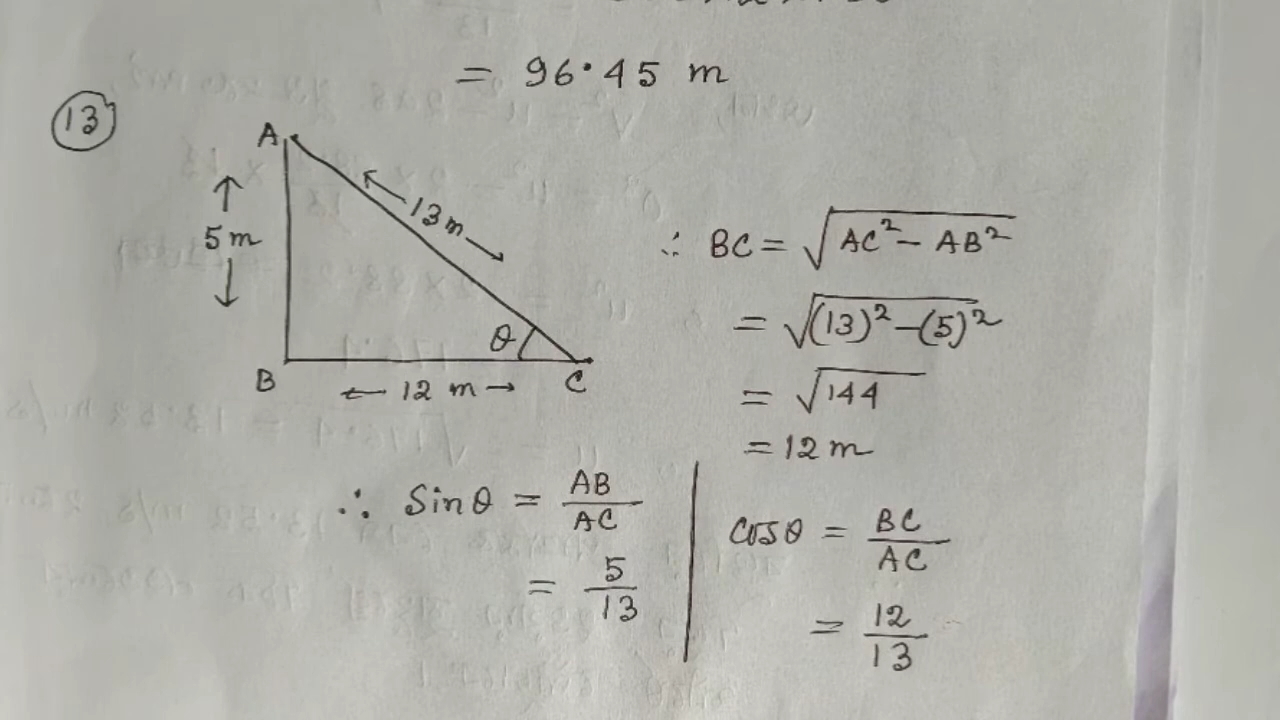 = 96.45 m
13
A
13 m
5 m
θ
B
← 12 m →
C
∴ BC = √AC² - AB²
= √(13)² - (5)²
= √144
= 12 m
∴ Sin θ = AB/AC
= 5/13
Cos θ = BC/AC
= 12/13